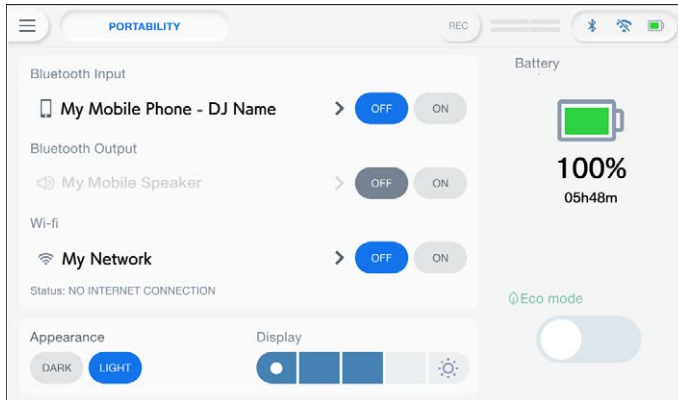 PORTABILITY
REC
Bluetooth Input
My Mobile Phone - DJ Name
OFF
ON
Bluetooth Output
My Mobile Speaker
OFF
ON
Wi-fi
My Network
OFF
ON
Status: NO INTERNET CONNECTION
Appearance
DARK
LIGHT
Display
Battery
100%
05h48m
Eco mode